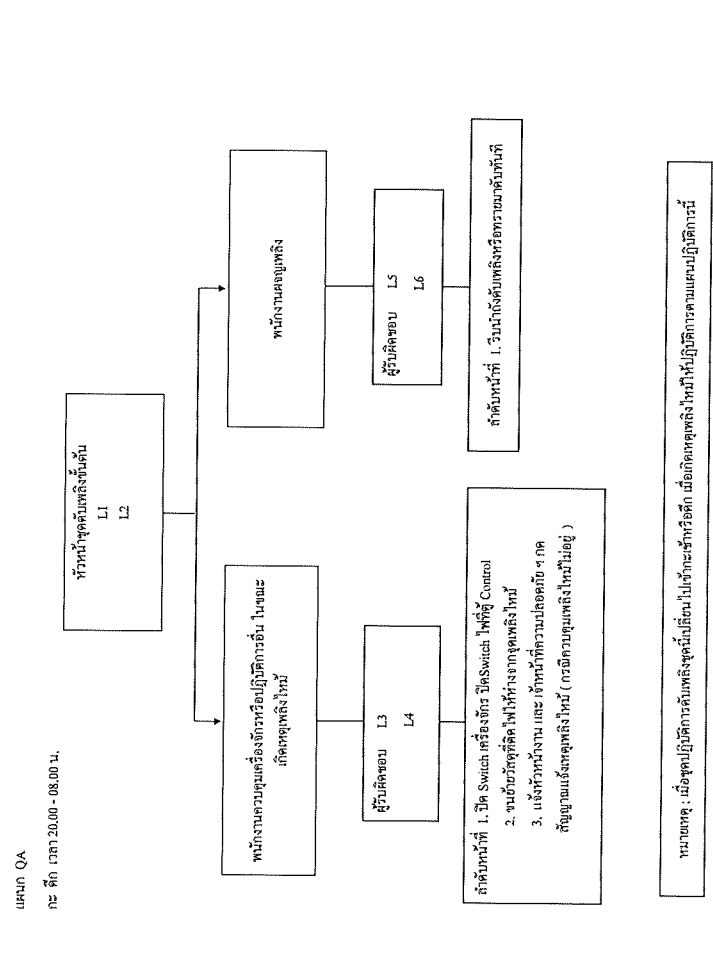 แผนก QA
กะ ดึก เวลา 20.00 - 08.00 น.
หัวหน้าชุดดับเพลิงขั้นต้น
L1
L2
พนักงานควบคุมเครื่องจักรหรือปฏิบัติการอื่น ในขณะ
เกิดเหตุเพลิงไหม้
พนักงานผจญเพลิง
ผู้รับผิดชอบ L3
L4
ผู้รับผิดชอบ L5
L6
ลำดับหน้าที่ 1. ปิด Switch เครื่องจักร ปิดSwitch ไฟที่ตู้ Control
2. ขนย้ายวัสดุที่ติดไฟให้ห่างจากจุดเพลิงไหม้
3. แจ้งหัวหน้างาน และ เจ้าหน้าที่ความปลอดภัย ฯ กด
สัญญาณแจ้งเหตุเพลิงไหม้ ( กรณีควบคุมเพลิงไหม้ไม่อยู่ )
ลำดับหน้าที่ 1. รีบนำถังดับเพลิงหรือทรายมาดับทันที
หมายเหตุ : เมื่อชุดปฏิบัติการดับเพลิงชุดนี้เปลี่ยนไปเข้ากะเช้าหรือดึก เมื่อเกิดเหตุเพลิงไหม้ให้ปฏิบัติการตามแผนปฏิบัติการนี้